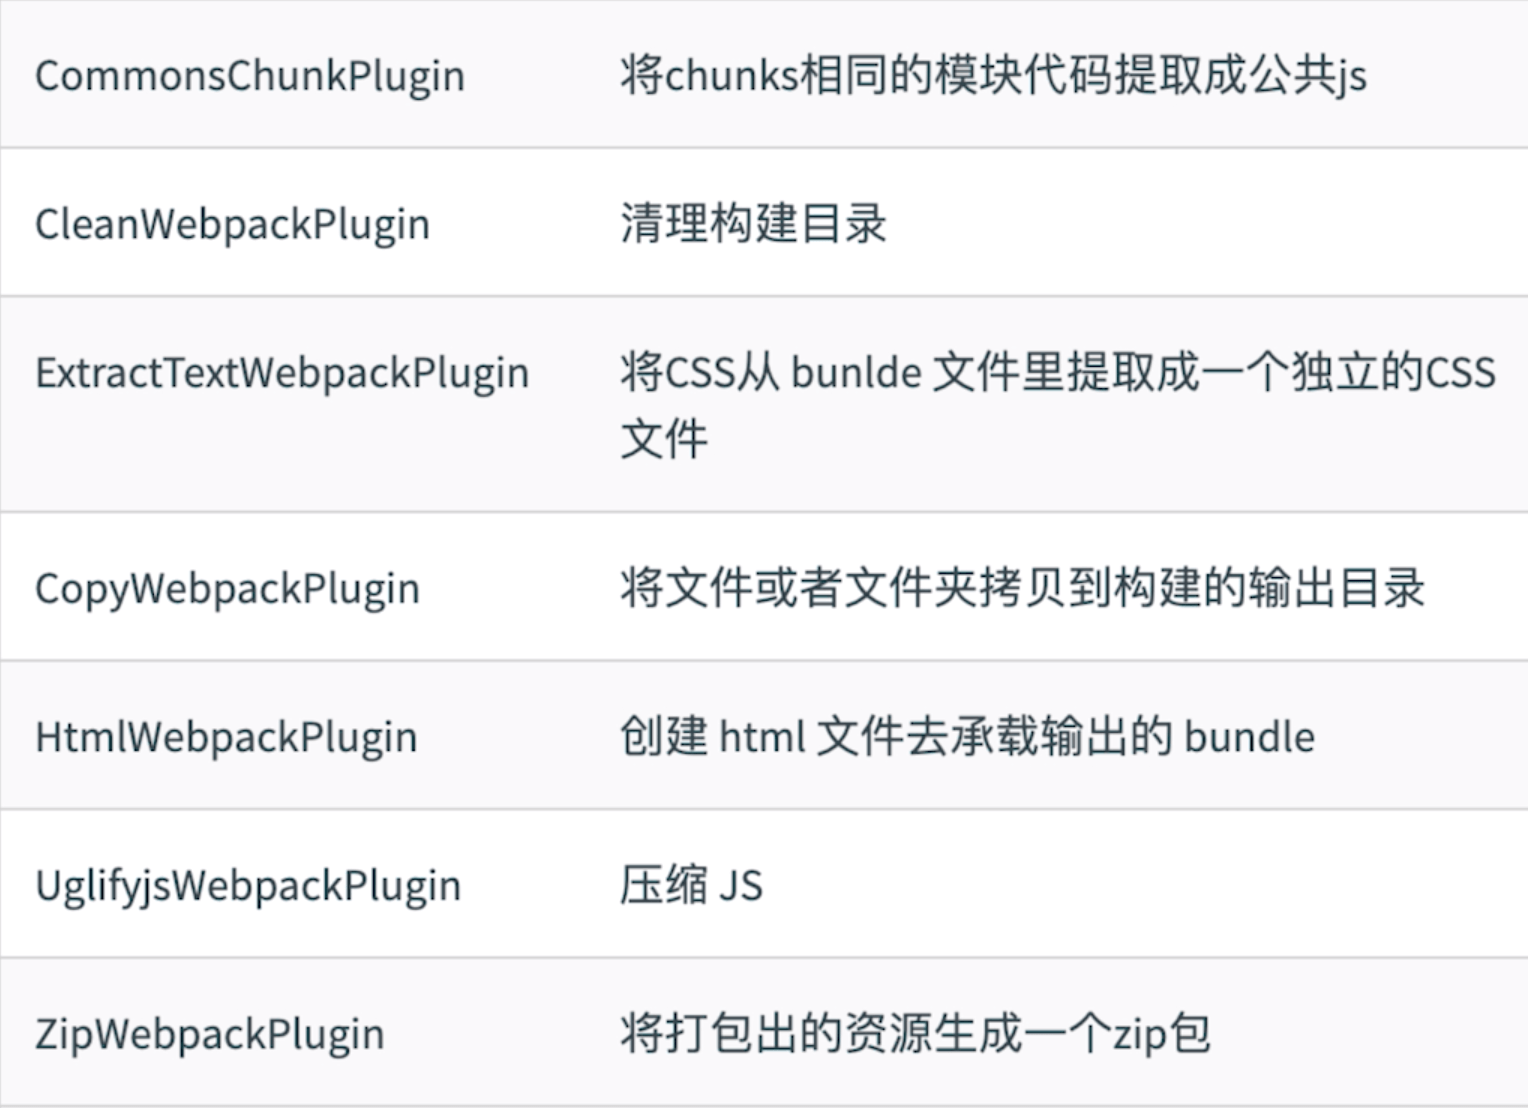 CommonsChunkPlugin 将chunks相同的模块代码提取成公共js
CleanWebpackPlugin 清理构建目录
ExtractTextWebpackPlugin 将CSS从 bunlde 文件里提取成一个独立的CSS
文件
CopyWebpackPlugin 将文件或者文件夹拷贝到构建的输出目录
HtmlWebpackPlugin 创建 html 文件去承载输出的 bundle
UglifyjsWebpackPlugin 压缩 JS
ZipWebpackPlugin 将打包出的资源生成一个zip包